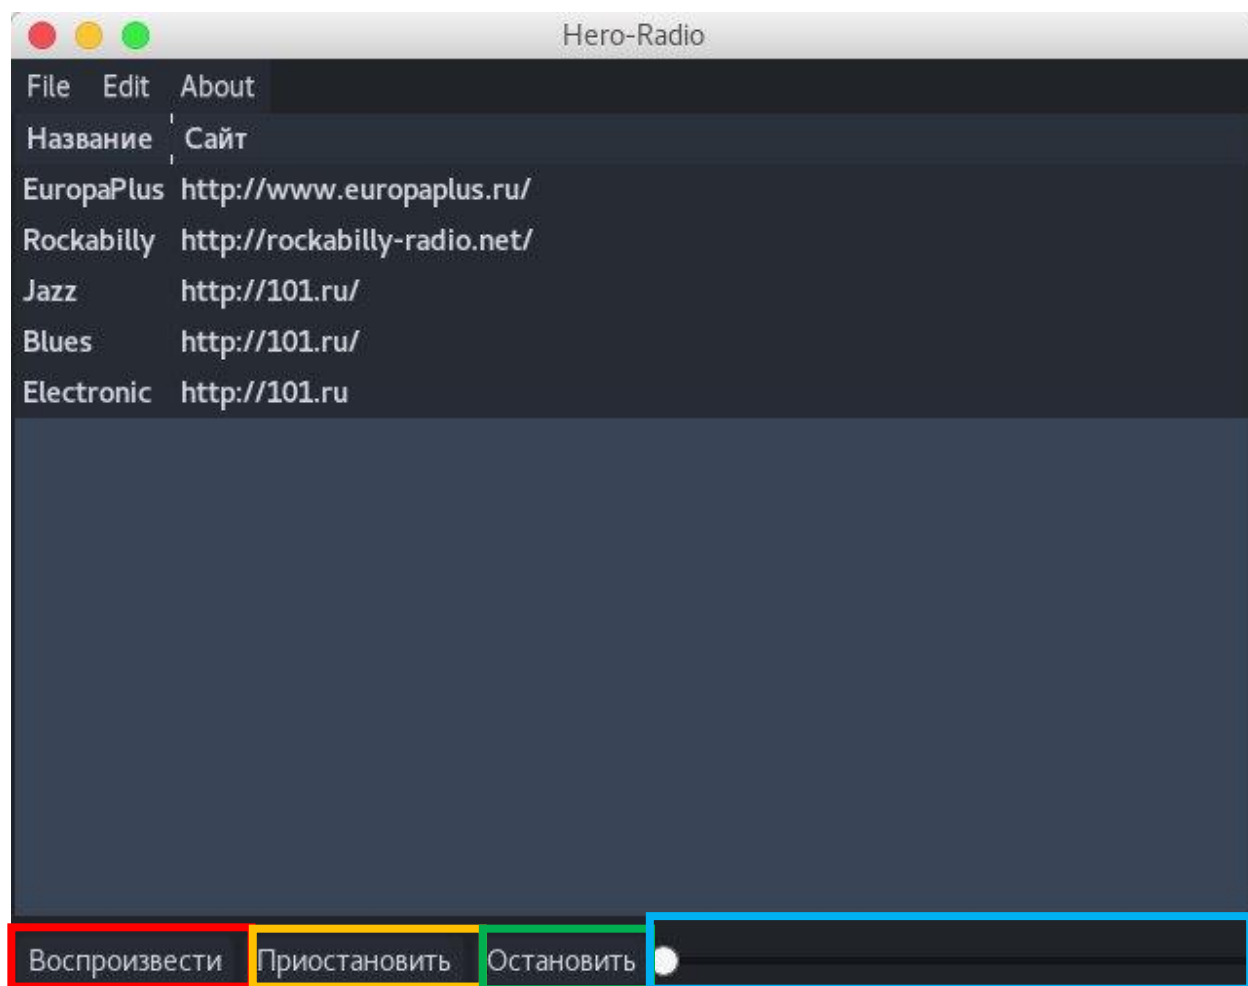 Hero-Radio
File Edit About
Название Сайт
EuropaPlus http://www.europaplus.ru/
Rockabilly http://rockabilly-radio.net/
Jazz http://101.ru/
Blues http://101.ru/
Electronic http://101.ru
Воспроизвести Приостановить Остановить